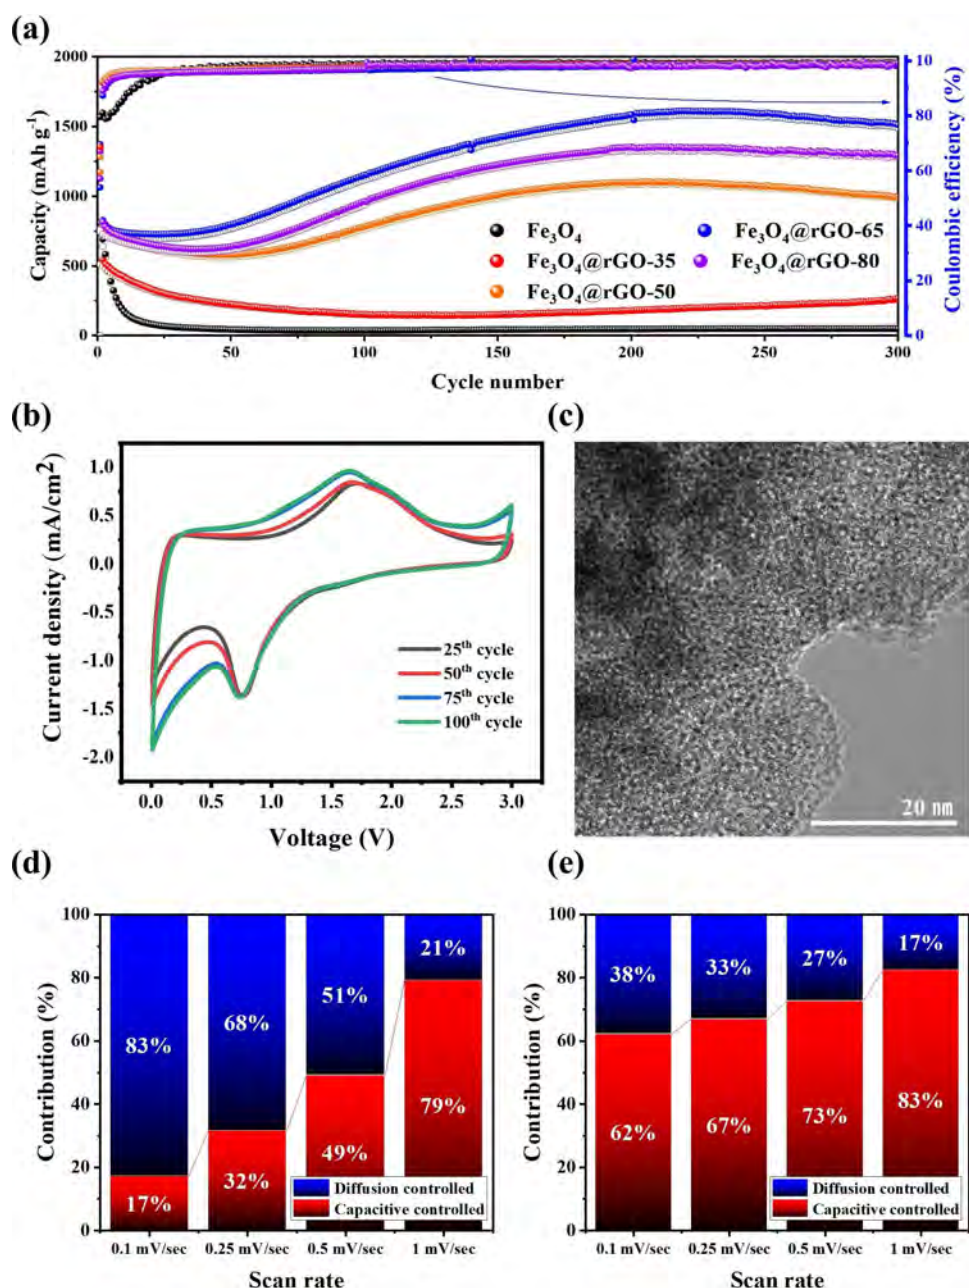 (a)
2000
1500
1000
500
0
Capacity (mAh g⁻¹)
100
80
60
40
20
0
Coulombic efficiency (%)
Fe₃O₄
Fe₃O₄@rGO-35
Fe₃O₄@rGO-50
Fe₃O₄@rGO-65
Fe₃O₄@rGO-80
0 50 100 150 200 250 300
Cycle number
(b)
1.0
0.5
0.0
-0.5
-1.0
-1.5
-2.0
Current density (mA/cm²)
25ᵗʰ cycle
50ᵗʰ cycle
75ᵗʰ cycle
100ᵗʰ cycle
0.0 0.5 1.0 1.5 2.0 2.5 3.0
Voltage (V)
(c)
20 nm
(d)
100
80
60
40
20
0
Contribution (%)
83% 68% 51% 21%
17% 32% 49% 79%
Diffusion controlled
Capacitive controlled
0.1 mV/sec 0.25 mV/sec 0.5 mV/sec 1 mV/sec
Scan rate
(e)
100
80
60
40
20
0
Contribution (%)
38% 33% 27% 17%
62% 67% 73% 83%
Diffusion controlled
Capacitive controlled
0.1 mV/sec 0.25 mV/sec 0.5 mV/sec 1 mV/sec
Scan rate